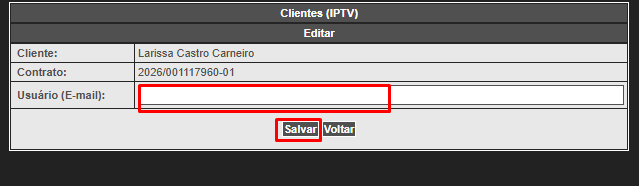 Clientes (IPTV)
Editar
Cliente: Larissa Castro Carneiro
Contrato: 2026/001117960-01
Usuário (E-mail):
Salvar Voltar